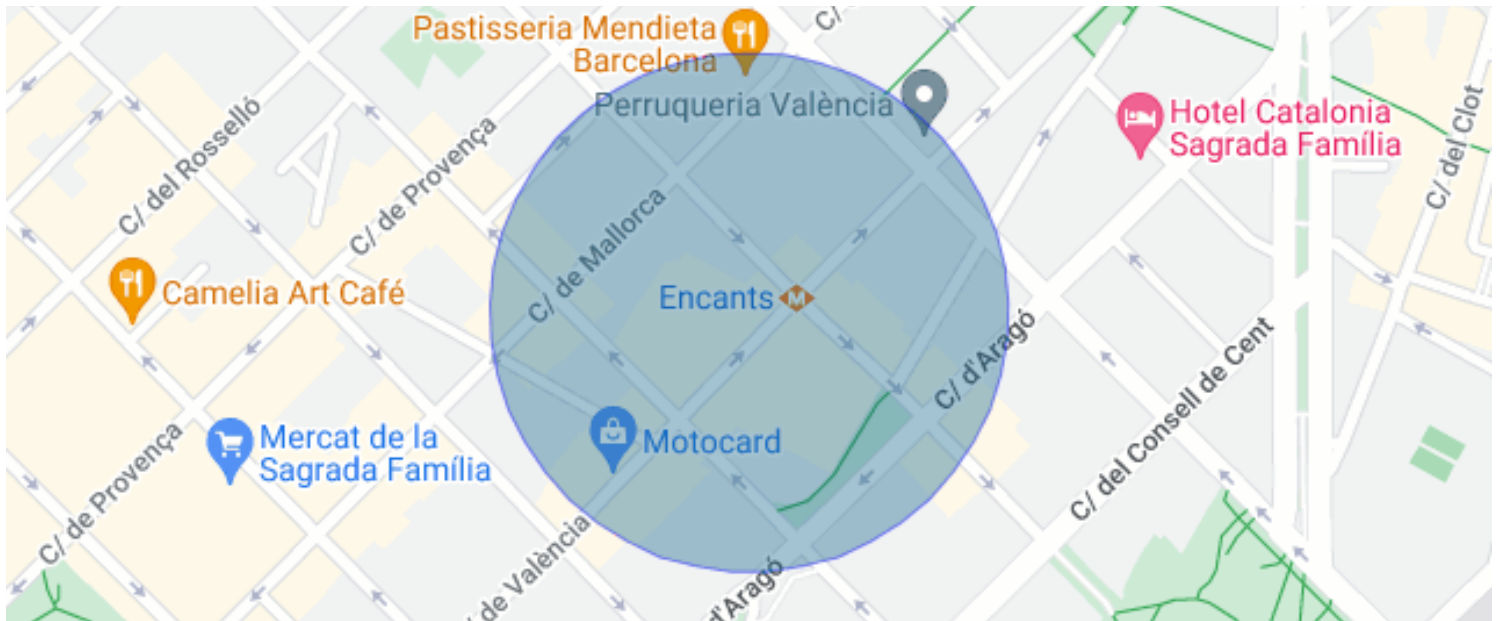 Pastisseria Mendieta
Barcelona
C/
C/ d'
Perruqueria València
Hotel Catalonia
Sagrada Família
C/ del Clot
C/ del Rosselló
C/ de Provença
C/ de Mallorca
Camelia Art Café
Encants
M
C/ d'Aragó
C/ del Consell de Cent
Mercat de la
Sagrada Família
Motocard
C/ de Provença
de València
d'Aragó